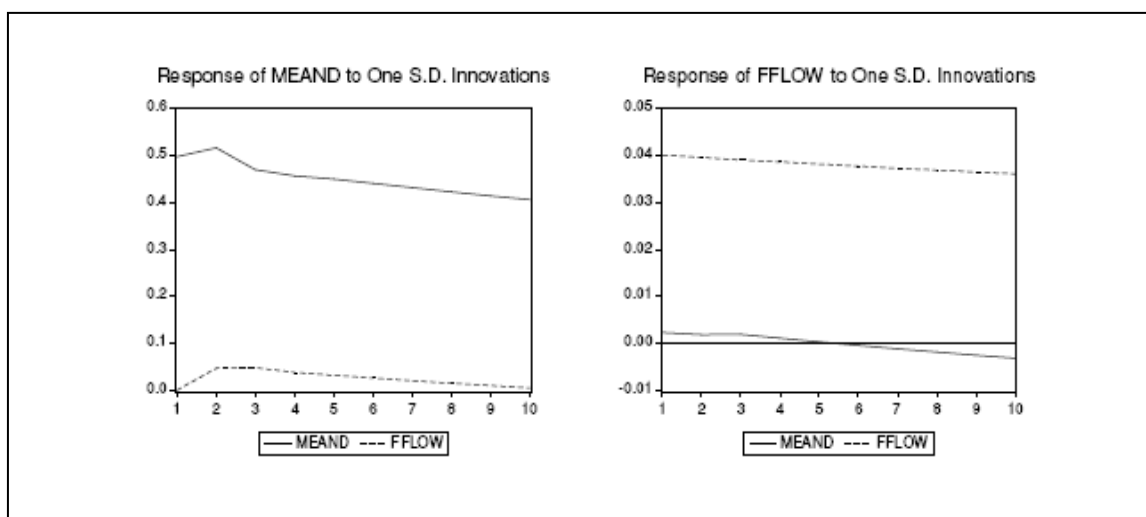 Response of MEAND to One S.D. Innovations
0.6
0.5
0.4
0.3
0.2
0.1
0.0
1 2 3 4 5 6 7 8 9 10
MEAND FFLOW
Response of FFLOW to One S.D. Innovations
0.05
0.04
0.03
0.02
0.01
0.00
-0.01
1 2 3 4 5 6 7 8 9 10
MEAND FFLOW